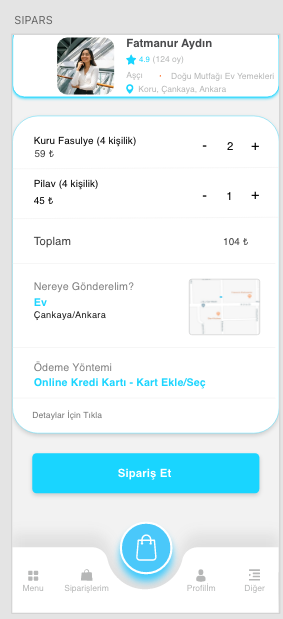 SIPARS
Fatmanur Aydın
4.9 (124 oy)
Aşçı • Doğu Mutfağı Ev Yemekleri
Koru, Çankaya, Ankara
Kuru Fasulye (4 kişilik)
59 ₺
- 2 +
Pilav (4 kişilik)
45 ₺
- 1 +
Toplam 104 ₺
Nereye Gönderelim?
Ev
Çankaya/Ankara
Ödeme Yöntemi
Online Kredi Kartı - Kart Ekle/Seç
Detaylar İçin Tıkla
Sipariş Et
Menu Siparişlerim Profilİm Diğer